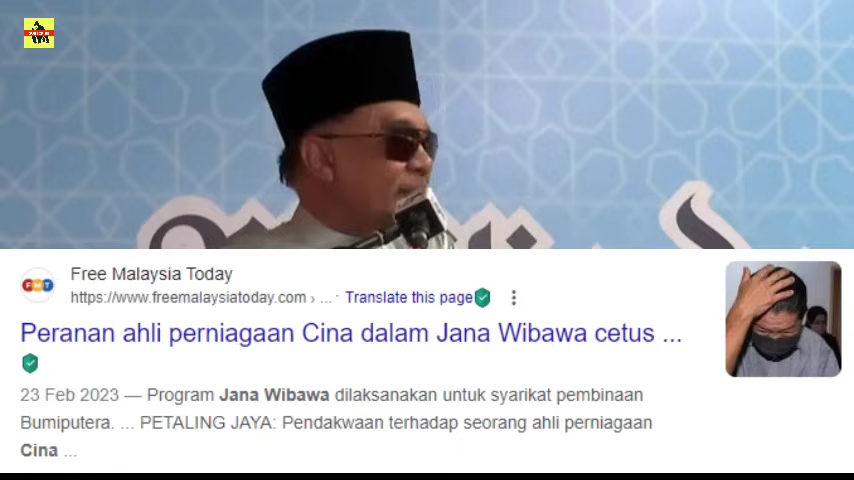 Free Malaysia Today
FMT
https://www.freemalaysiatoday.com › ... · Translate this page
Peranan ahli perniagaan Cina dalam Jana Wibawa cetus ...
23 Feb 2023 — Program Jana Wibawa dilaksanakan untuk syarikat pembinaan
Bumiputera. ... PETALING JAYA: Pendakwaan terhadap seorang ahli perniagaan
Cina ...